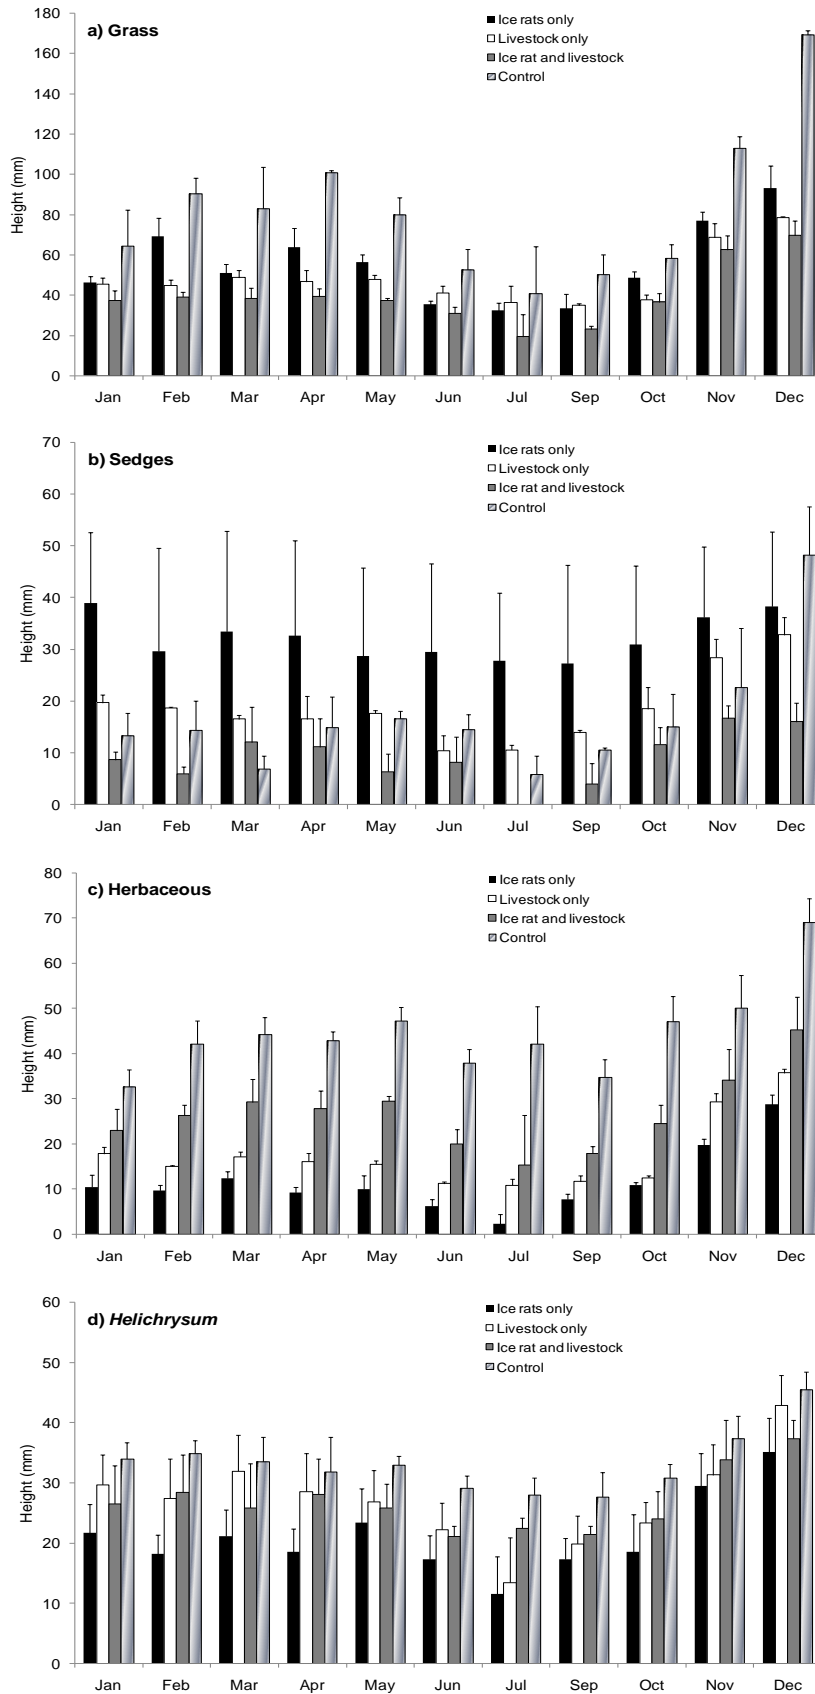 a) Grass
Ice rats only
Livestock only
Ice rat and livestock
Control
Height (mm)
180
160
140
120
100
80
60
40
20
0
Jan Feb Mar Apr May Jun Jul Sep Oct Nov Dec
b) Sedges
Ice rats only
Livestock only
Ice rat and livestock
Control
Height (mm)
70
60
50
40
30
20
10
0
Jan Feb Mar Apr May Jun Jul Sep Oct Nov Dec
c) Herbaceous
Ice rats only
Livestock only
Ice rat and livestock
Control
Height (mm)
80
70
60
50
40
30
20
10
0
Jan Feb Mar Apr May Jun Jul Sep Oct Nov Dec
d) Helichrysum
Ice rats only
Livestock only
Ice rat and livestock
Control
Height (mm)
60
50
40
30
20
10
0
Jan Feb Mar Apr May Jun Jul Sep Oct Nov Dec